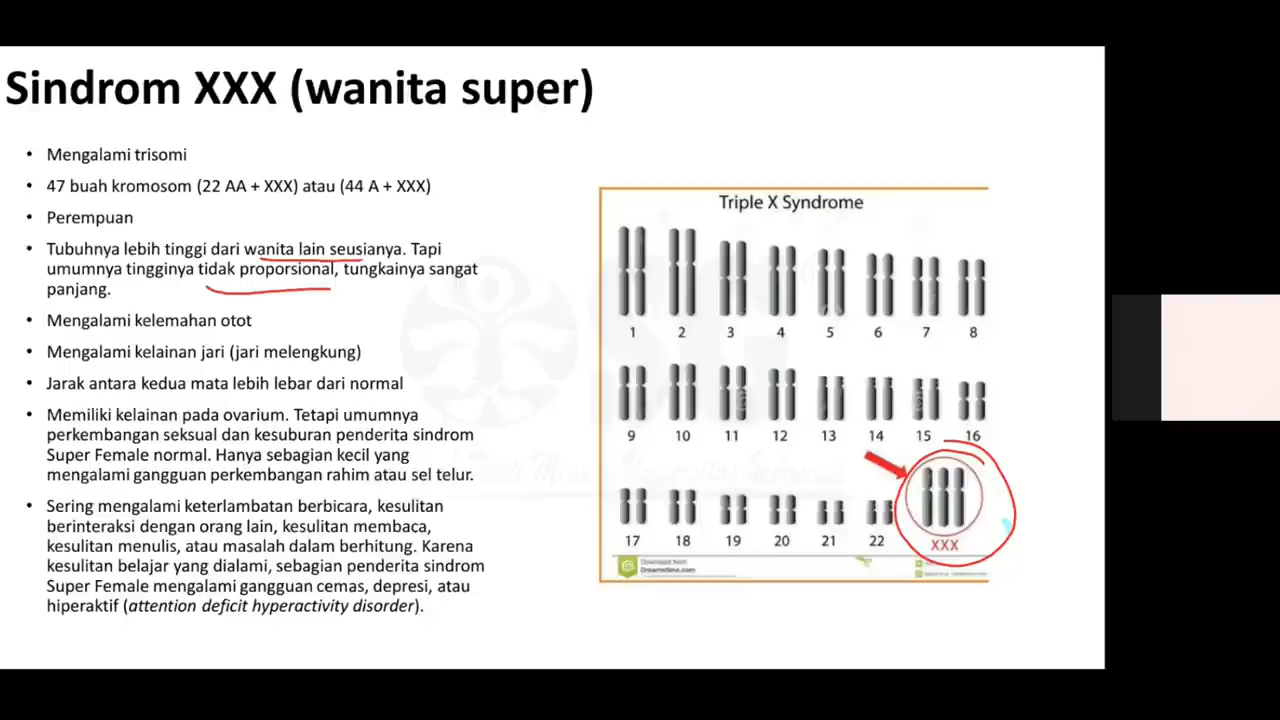 Sindrom XXX (wanita super)
• Mengalami trisomi
• 47 buah kromosom (22 AA + XXX) atau (44 A + XXX)
• Perempuan
• Tubuhnya lebih tinggi dari wanita lain seusianya. Tapi
umumnya tingginya tidak proporsional, tungkainya sangat
panjang.
• Mengalami kelemahan otot
• Mengalami kelainan jari (jari melengkung)
• Jarak antara kedua mata lebih lebar dari normal
• Memiliki kelainan pada ovarium. Tetapi umumnya
perkembangan seksual dan kesuburan penderita sindrom
Super Female normal. Hanya sebagian kecil yang
mengalami gangguan perkembangan rahim atau sel telur.
• Sering mengalami keterlambatan berbicara, kesulitan
berinteraksi dengan orang lain, kesulitan membaca,
kesulitan menulis, atau masalah dalam berhitung. Karena
kesulitan belajar yang dialami, sebagian penderita sindrom
Super Female mengalami gangguan cemas, depresi, atau
hiperaktif (attention deficit hyperactivity disorder).
Triple X Syndrome
1 2 3 4 5 6 7 8
9 10 11 12 13 14 15 16
17 18 19 20 21 22 XXX
Download from
Dreamstime.com